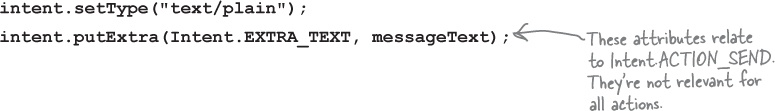 intent.setType("text/plain");
intent.putExtra(Intent.EXTRA_TEXT, messageText);
These attributes relate
to Intent.ACTION_SEND.
They're not relevant for
all actions.